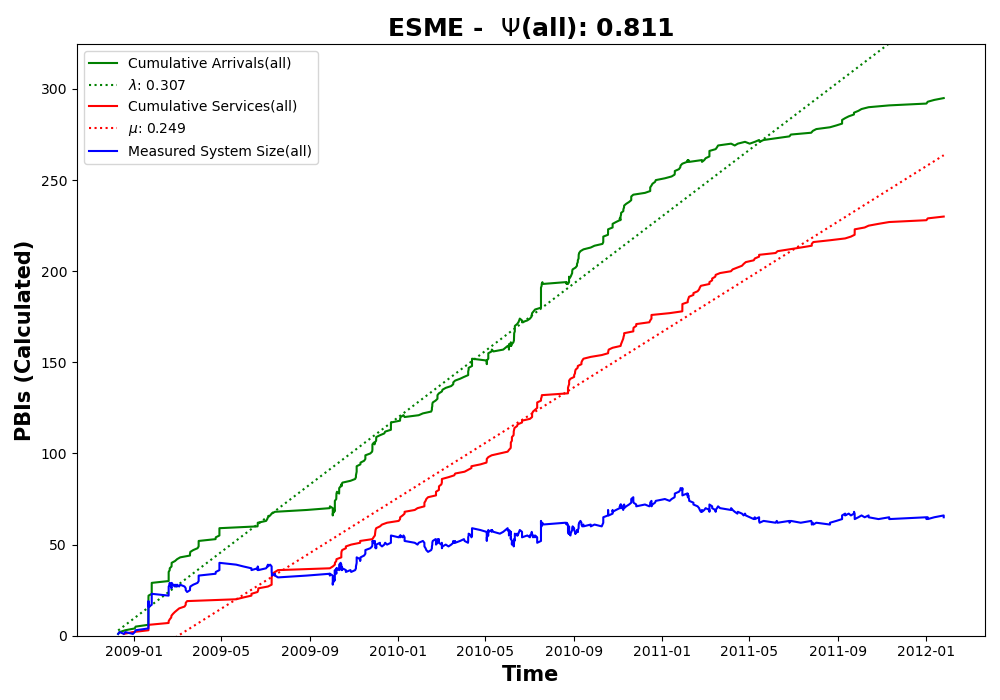 ESME -  Ψ(all): 0.811
Cumulative Arrivals(all)
λ: 0.307
Cumulative Services(all)
μ: 0.249
Measured System Size(all)
PBIs (Calculated)
300
250
200
150
100
50
0
2009-01 2009-05 2009-09 2010-01 2010-05 2010-09 2011-01 2011-05 2011-09 2012-01
Time